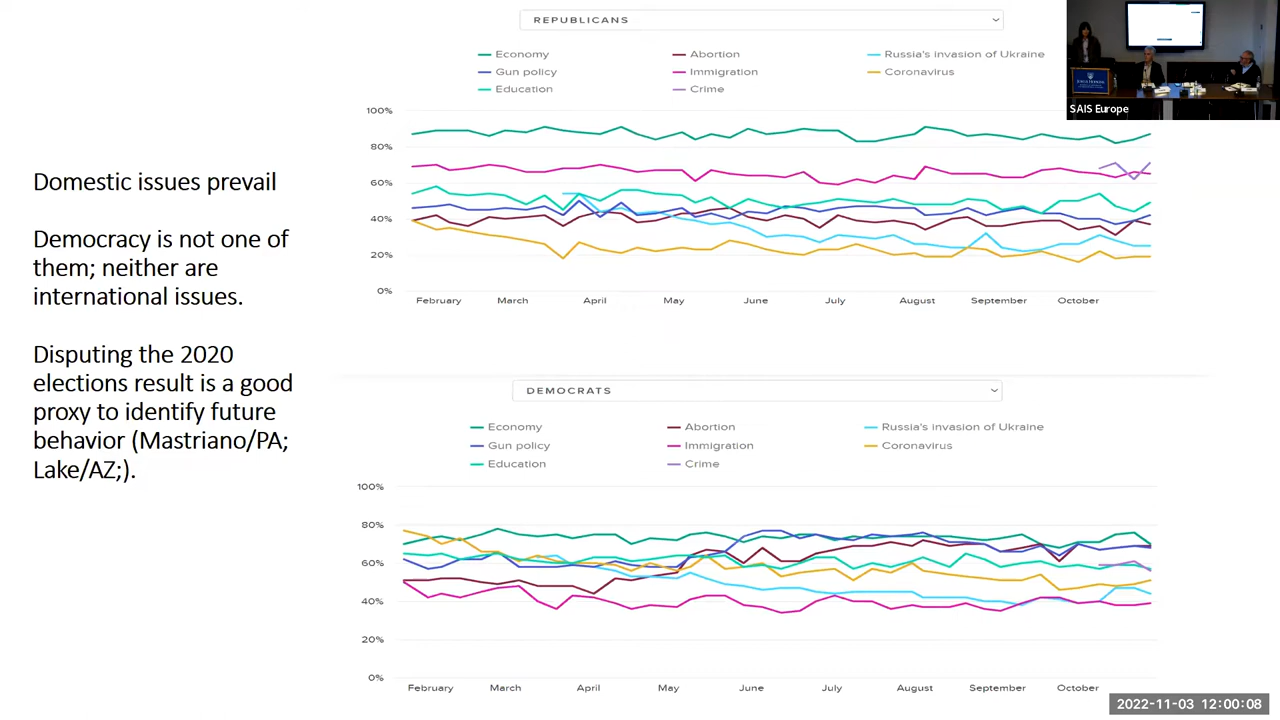 REPUBLICANS
Economy
Abortion
Russia's invasion of Ukraine
Gun policy
Immigration
Coronavirus
Education
Crime
100%
80%
60%
40%
20%
0%
February March April May June July August September October
SAIS Europe
Domestic issues prevail
Democracy is not one of
them; neither are
international issues.
Disputing the 2020
elections result is a good
proxy to identify future
behavior (Mastriano/PA;
Lake/AZ;).
DEMOCRATS
Economy
Abortion
Russia's invasion of Ukraine
Gun policy
Immigration
Coronavirus
Education
Crime
100%
80%
60%
40%
20%
0%
February March April May June July August September October
2022-11-03 12:00:08